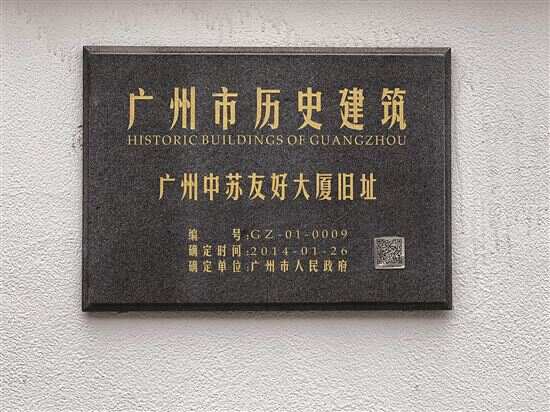 广州市历史建筑
HISTORIC BUILDINGS OF GUANGZHOU
广州中苏友好大厦旧址
编 号:GZ-01-0009
确定时间:2014-01-26
确定单位:广州市人民政府